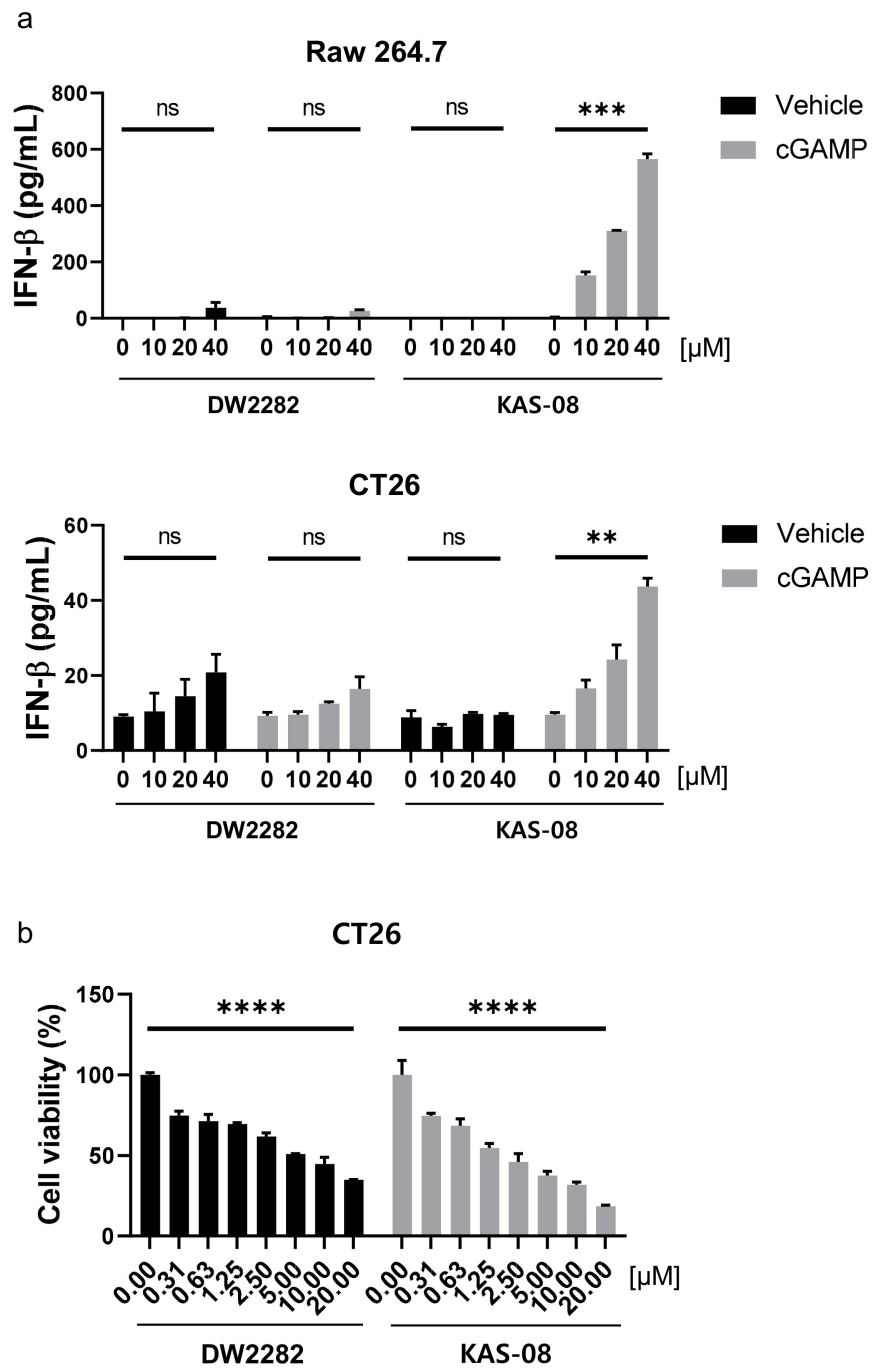 a
Raw 264.7
IFN-β (pg/mL)
800
600
400
200
0
ns
ns
ns
***
Vehicle
cGAMP
0 10 20 40 0 10 20 40 0 10 20 40 0 10 20 40 [µM]
DW2282 KAS-08
CT26
IFN-β (pg/mL)
60
40
20
0
ns
ns
ns
**
Vehicle
cGAMP
0 10 20 40 0 10 20 40 0 10 20 40 0 10 20 40 [µM]
DW2282 KAS-08
b
CT26
Cell viability (%)
150
100
50
0
****
****
0.00 0.31 0.63 1.25 2.50 5.00 10.00 20.00 0.00 0.31 0.63 1.25 2.50 5.00 10.00 20.00 [µM]
DW2282 KAS-08